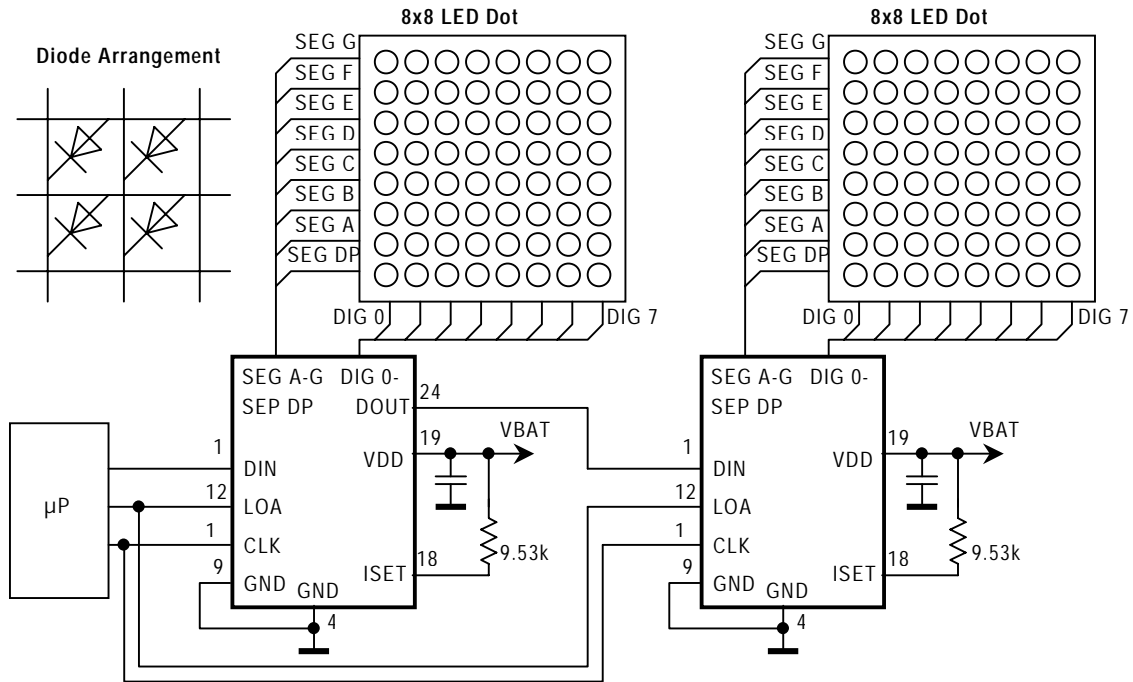 8x8 LED Dot
8x8 LED Dot
Diode Arrangement
SEG G
SEG F
SEG E
SEG D
SEG C
SEG B
SEG A
SEG DP
DIG 0
DIG 7
SEG G
SEG F
SEG E
SEG D
SEG C
SEG B
SEG A
SEG DP
DIG 0
DIG 7
µP
SEG A-G DIG 0-
SEP DP DOUT 24
1 DIN
12 LOA
1 CLK
9 GND
GND 4
VDD 19
VBAT
ISET 18
9.53k
SEG A-G DIG 0-
SEP DP
1 DIN
12 LOA
1 CLK
9 GND
GND 4
VDD 19
VBAT
ISET 18
9.53k